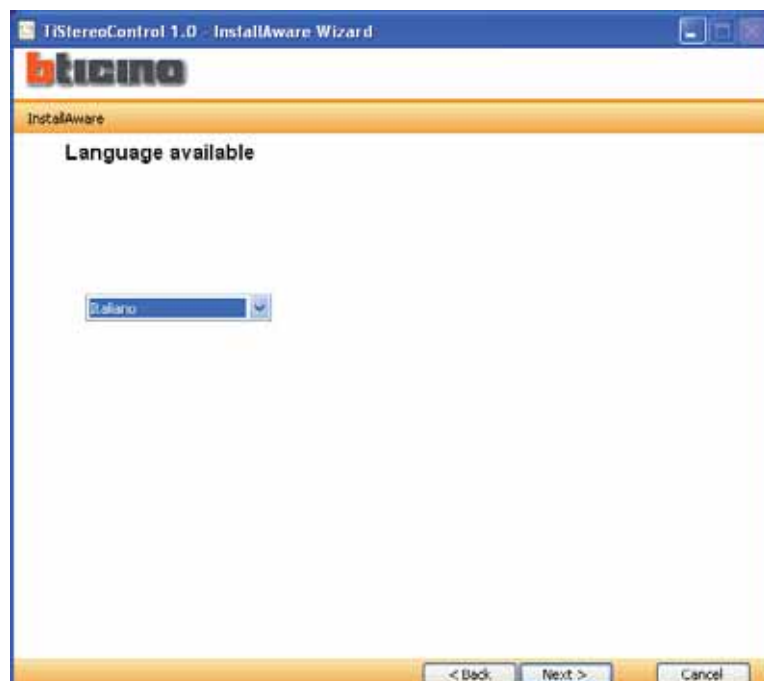 TiStereoControl 1.0 - InstallAware Wizard
bticino
InstallAware
Language available
Italiano
< Back Next > Cancel